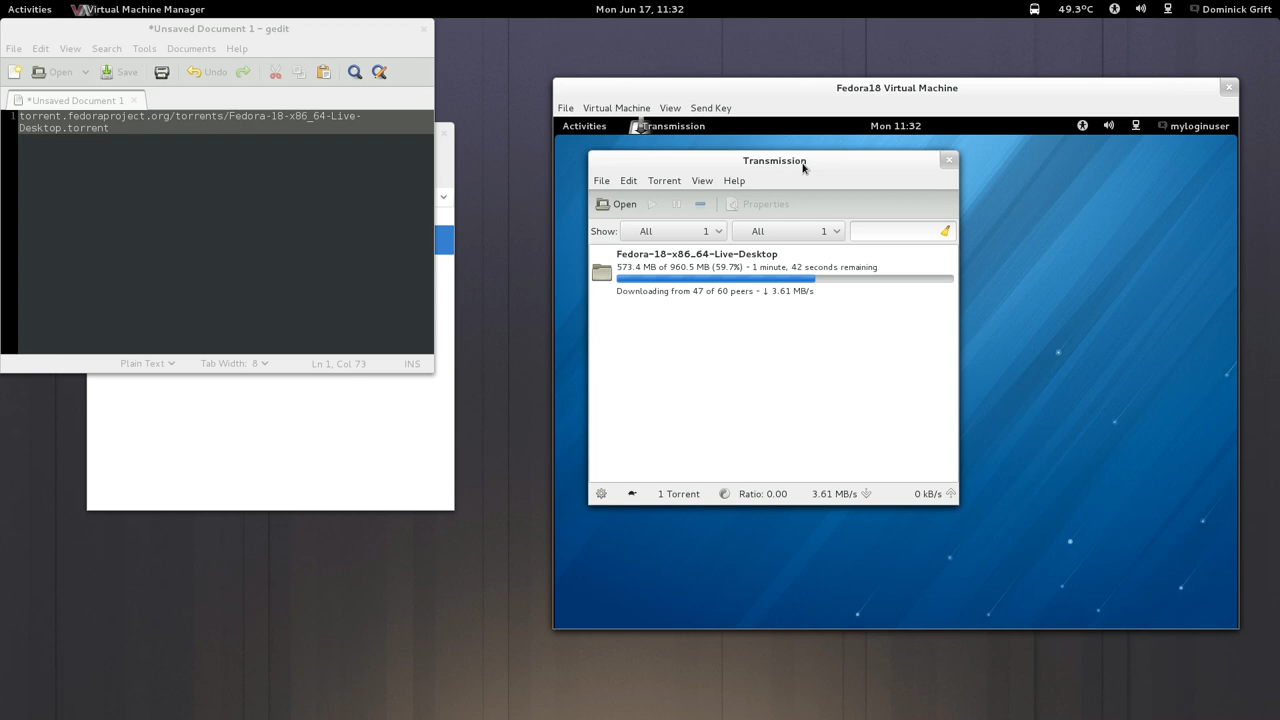 Activities Virtual Machine Manager Mon Jun 17, 11:32 49.3ºC Dominick Grift
*Unsaved Document 1 - gedit
File Edit View Search Tools Documents Help
Open Save Undo
*Unsaved Document 1
1 torrent.fedoraproject.org/torrents/Fedora-18-x86_64-Live-
Desktop.torrent
Plain Text Tab Width: 8 Ln 1, Col 73 INS
Fedora18 Virtual Machine
File Virtual Machine View Send Key
Activities Transmission Mon 11:32 myloginuser
Transmission
File Edit Torrent View Help
Open Properties
Show: All 1 All 1
Fedora-18-x86_64-Live-Desktop
573.4 MB of 960.5 MB (59.7%) - 1 minute, 42 seconds remaining
Downloading from 47 of 60 peers - ↓ 3.61 MB/s
1 Torrent Ratio: 0.00 3.61 MB/s 0 kB/s